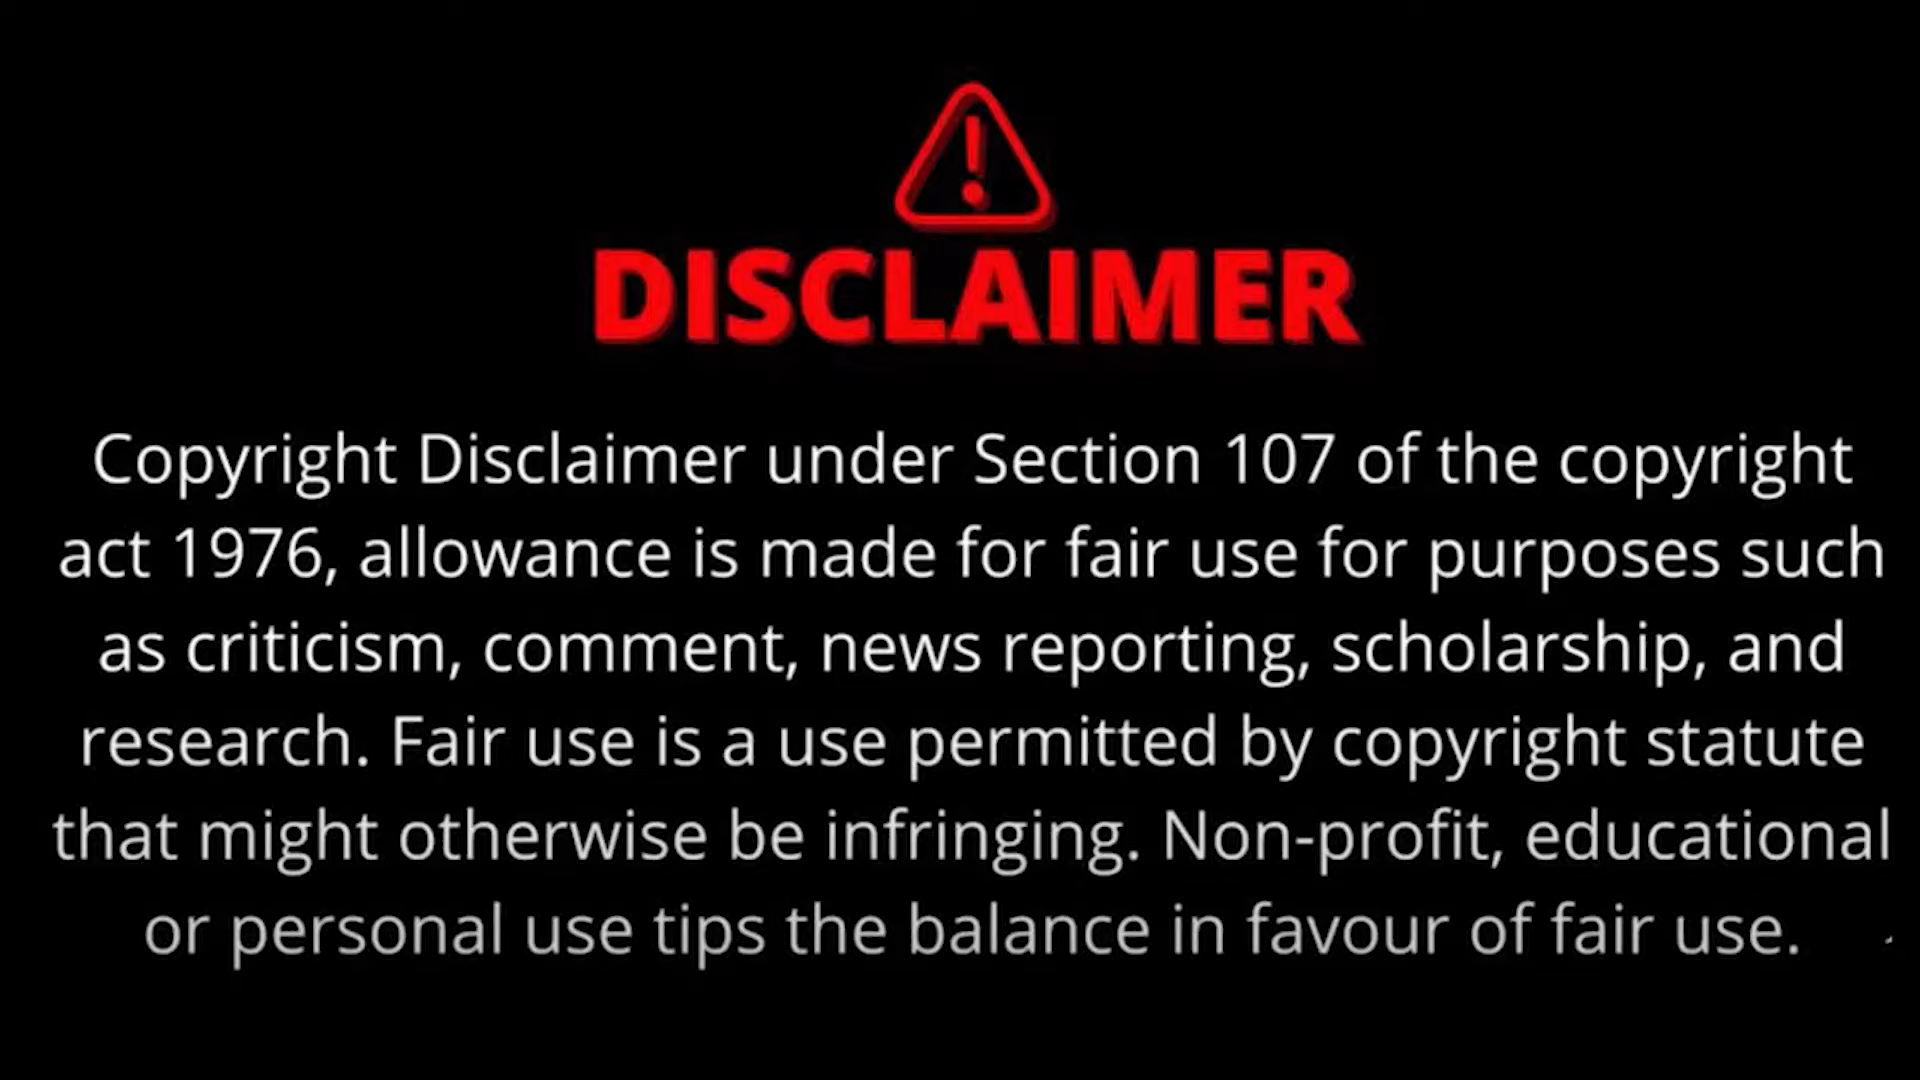 DISCLAIMER
Copyright Disclaimer under Section 107 of the copyright
act 1976, allowance is made for fair use for purposes such
as criticism, comment, news reporting, scholarship, and
research. Fair use is a use permitted by copyright statute
that might otherwise be infringing. Non-profit, educational
or personal use tips the balance in favour of fair use.